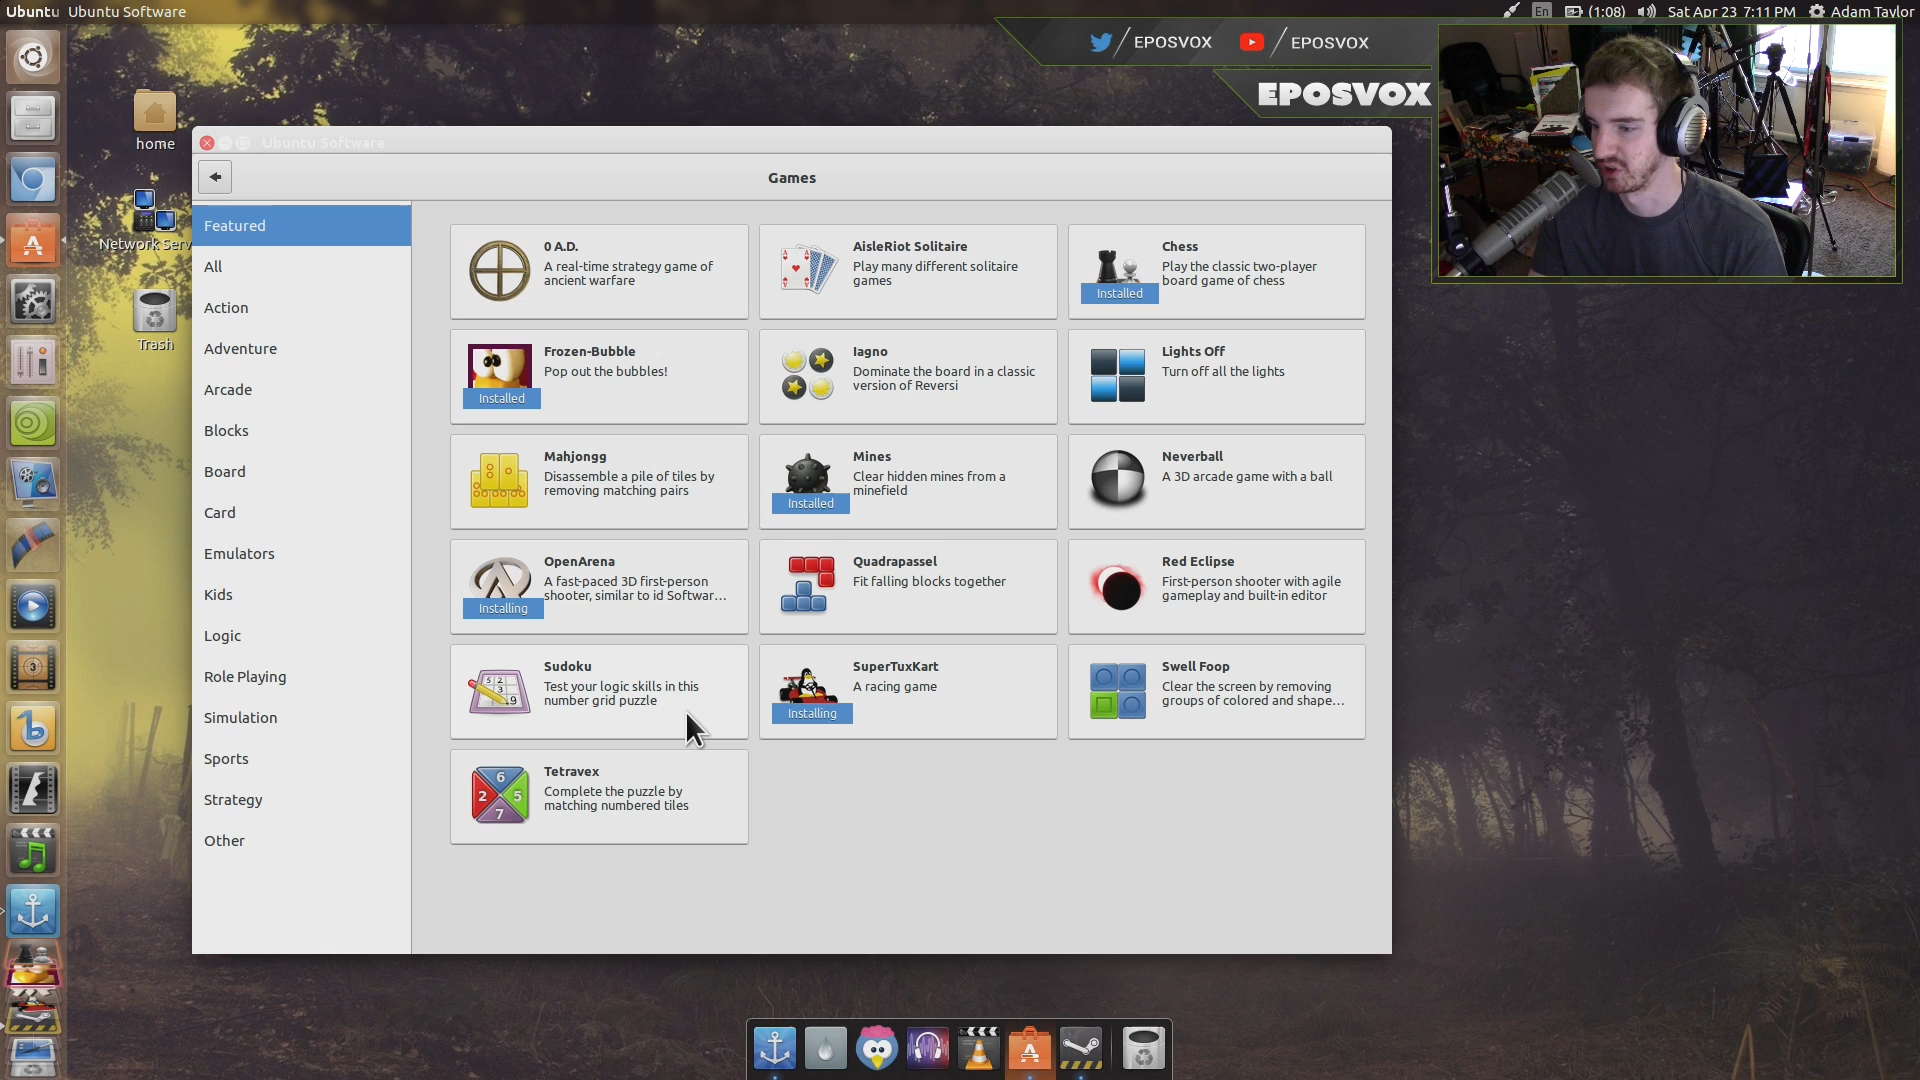 Ubuntu Ubuntu Software
En (1:08) Sat Apr 23 7:11 PM Adam Taylor
EPOSVOX EPOSVOX
EPOSVOX
home
Network Serv
Trash
Ubuntu Software
Games
Featured
All
Action
Adventure
Arcade
Blocks
Board
Card
Emulators
Kids
Logic
Role Playing
Simulation
Sports
Strategy
Other
0 A.D.
A real-time strategy game of
ancient warfare
AisleRiot Solitaire
Play many different solitaire
games
Chess
Play the classic two-player
board game of chess
Installed
Frozen-Bubble
Pop out the bubbles!
Installed
Iagno
Dominate the board in a classic
version of Reversi
Lights Off
Turn off all the lights
Mahjongg
Disassemble a pile of tiles by
removing matching pairs
Mines
Clear hidden mines from a
minefield
Installed
Neverball
A 3D arcade game with a ball
OpenArena
A fast-paced 3D first-person
shooter, similar to id Softwar...
Installing
Quadrapassel
Fit falling blocks together
Red Eclipse
First-person shooter with agile
gameplay and built-in editor
Sudoku
Test your logic skills in this
number grid puzzle
SuperTuxKart
A racing game
Installing
Swell Foop
Clear the screen by removing
groups of colored and shape...
Tetravex
Complete the puzzle by
matching numbered tiles
6
2 5
7